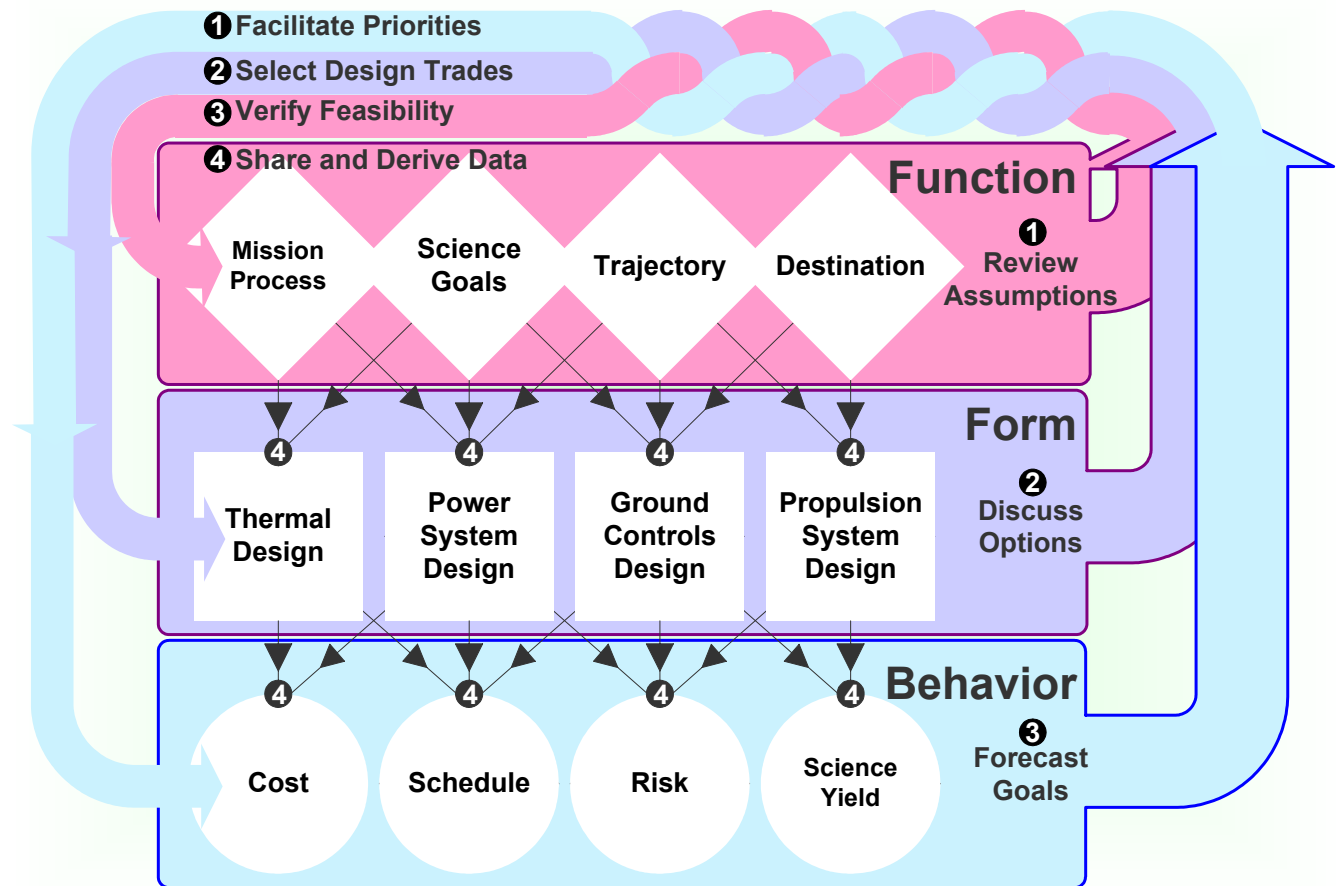 ❶ Facilitate Priorities
❷ Select Design Trades
❸ Verify Feasibility
❹ Share and Derive Data
Function
Mission
Process
Science
Goals
Trajectory
Destination
❶
Review
Assumptions
Form
4
4
4
4
Thermal
Design
Power
System
Design
Ground
Controls
Design
Propulsion
System
Design
❷
Discuss
Options
Behavior
4
4
4
4
Cost
Schedule
Risk
Science
Yield
❸
Forecast
Goals